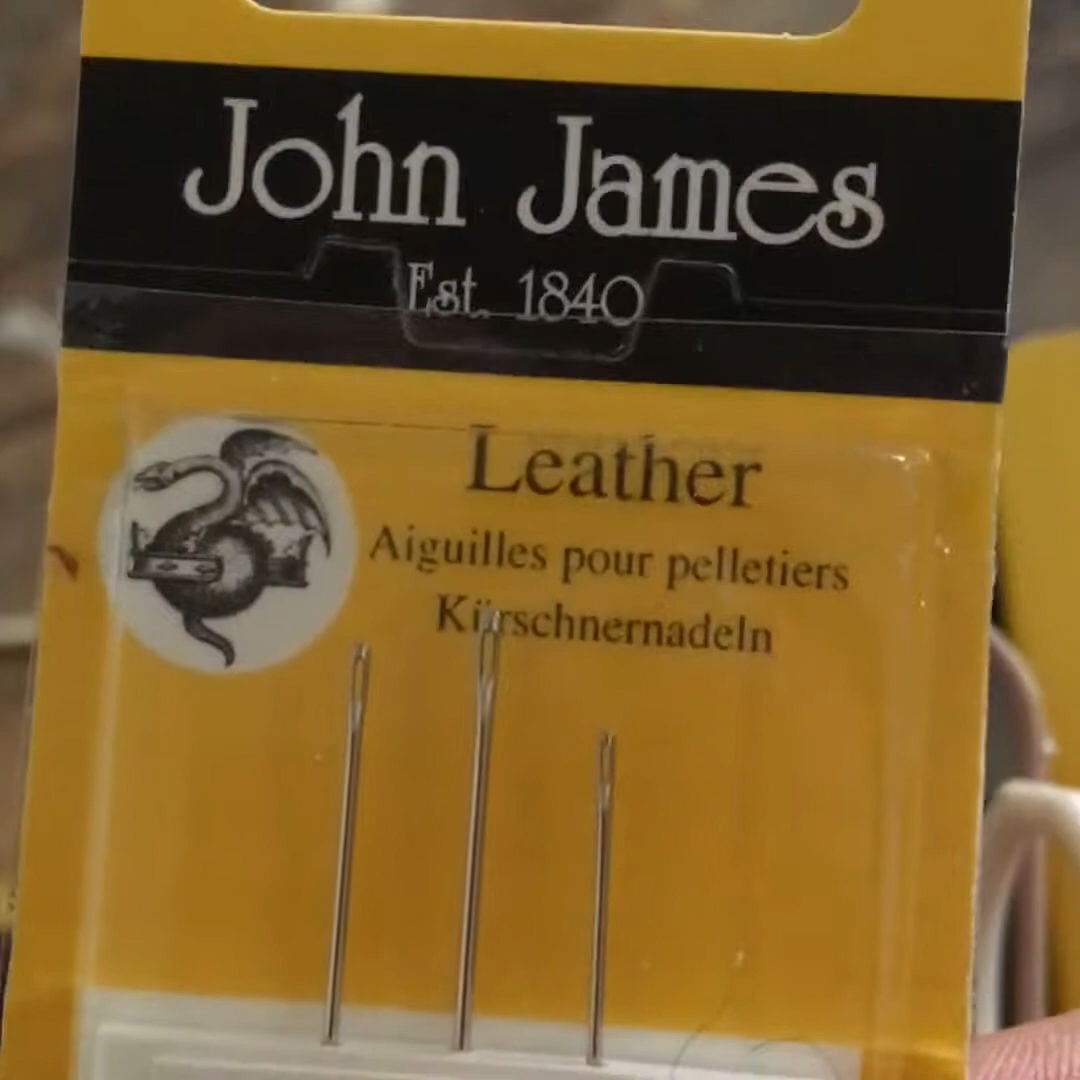 John James
Est. 1840
Leather
Aiguilles pour pelletiers
Kürschnernadeln